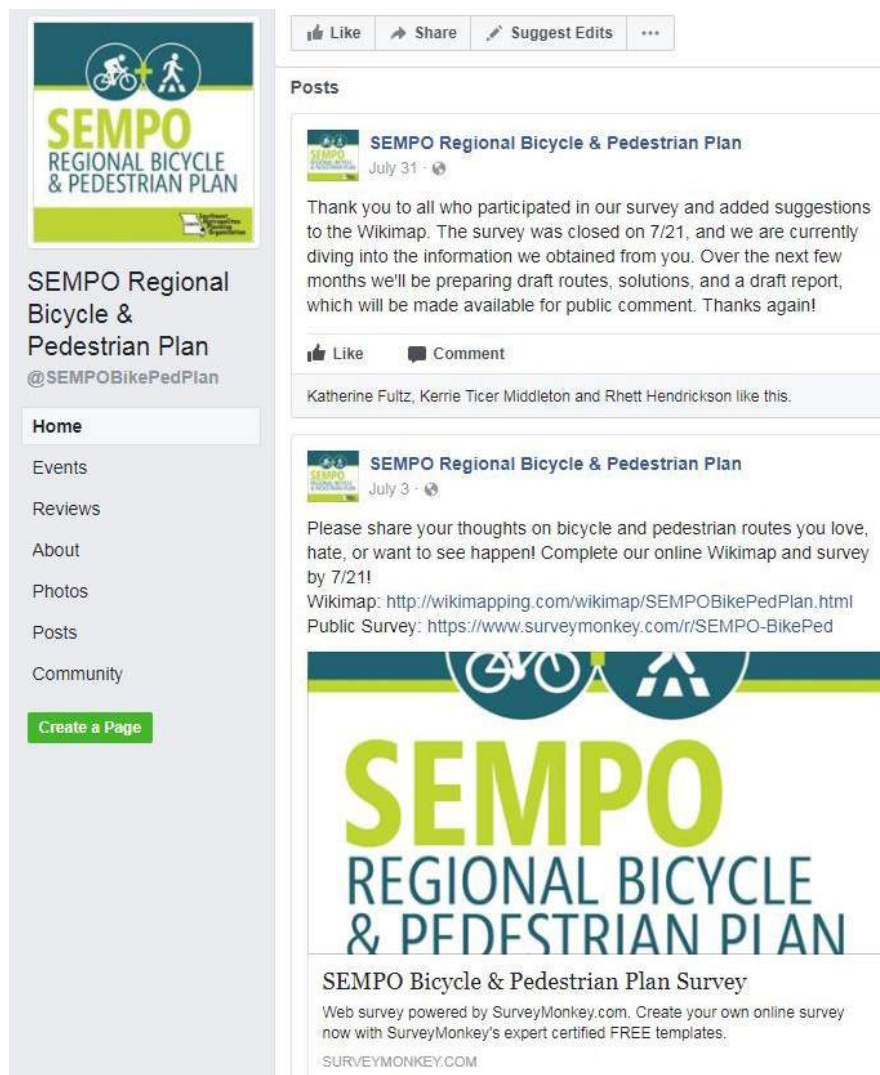 SEMPO
REGIONAL BICYCLE
& PEDESTRIAN PLAN
Southeast
Metropolitan
Planning
Organization
SEMPO Regional
Bicycle &
Pedestrian Plan
@SEMPOBikePedPlan
Home
Events
Reviews
About
Photos
Posts
Community
Create a Page
Like Share Suggest Edits ...
Posts
SEMPO Regional Bicycle & Pedestrian Plan
July 31 ·
Thank you to all who participated in our survey and added suggestions
to the Wikimap. The survey was closed on 7/21, and we are currently
diving into the information we obtained from you. Over the next few
months we'll be preparing draft routes, solutions, and a draft report,
which will be made available for public comment. Thanks again!
Like Comment
Katherine Fultz, Kerrie Ticer Middleton and Rhett Hendrickson like this.
SEMPO Regional Bicycle & Pedestrian Plan
July 3 ·
Please share your thoughts on bicycle and pedestrian routes you love,
hate, or want to see happen! Complete our online Wikimap and survey
by 7/21!
Wikimap: http://wikimapping.com/wikimap/SEMPOBikePedPlan.html
Public Survey: https://www.surveymonkey.com/r/SEMPO-BikePed
SEMPO
REGIONAL BICYCLE
& PEDESTRIAN PLAN
SEMPO Bicycle & Pedestrian Plan Survey
Web survey powered by SurveyMonkey.com. Create your own online survey
now with SurveyMonkey's expert certified FREE templates.
SURVEYMONKEY.COM